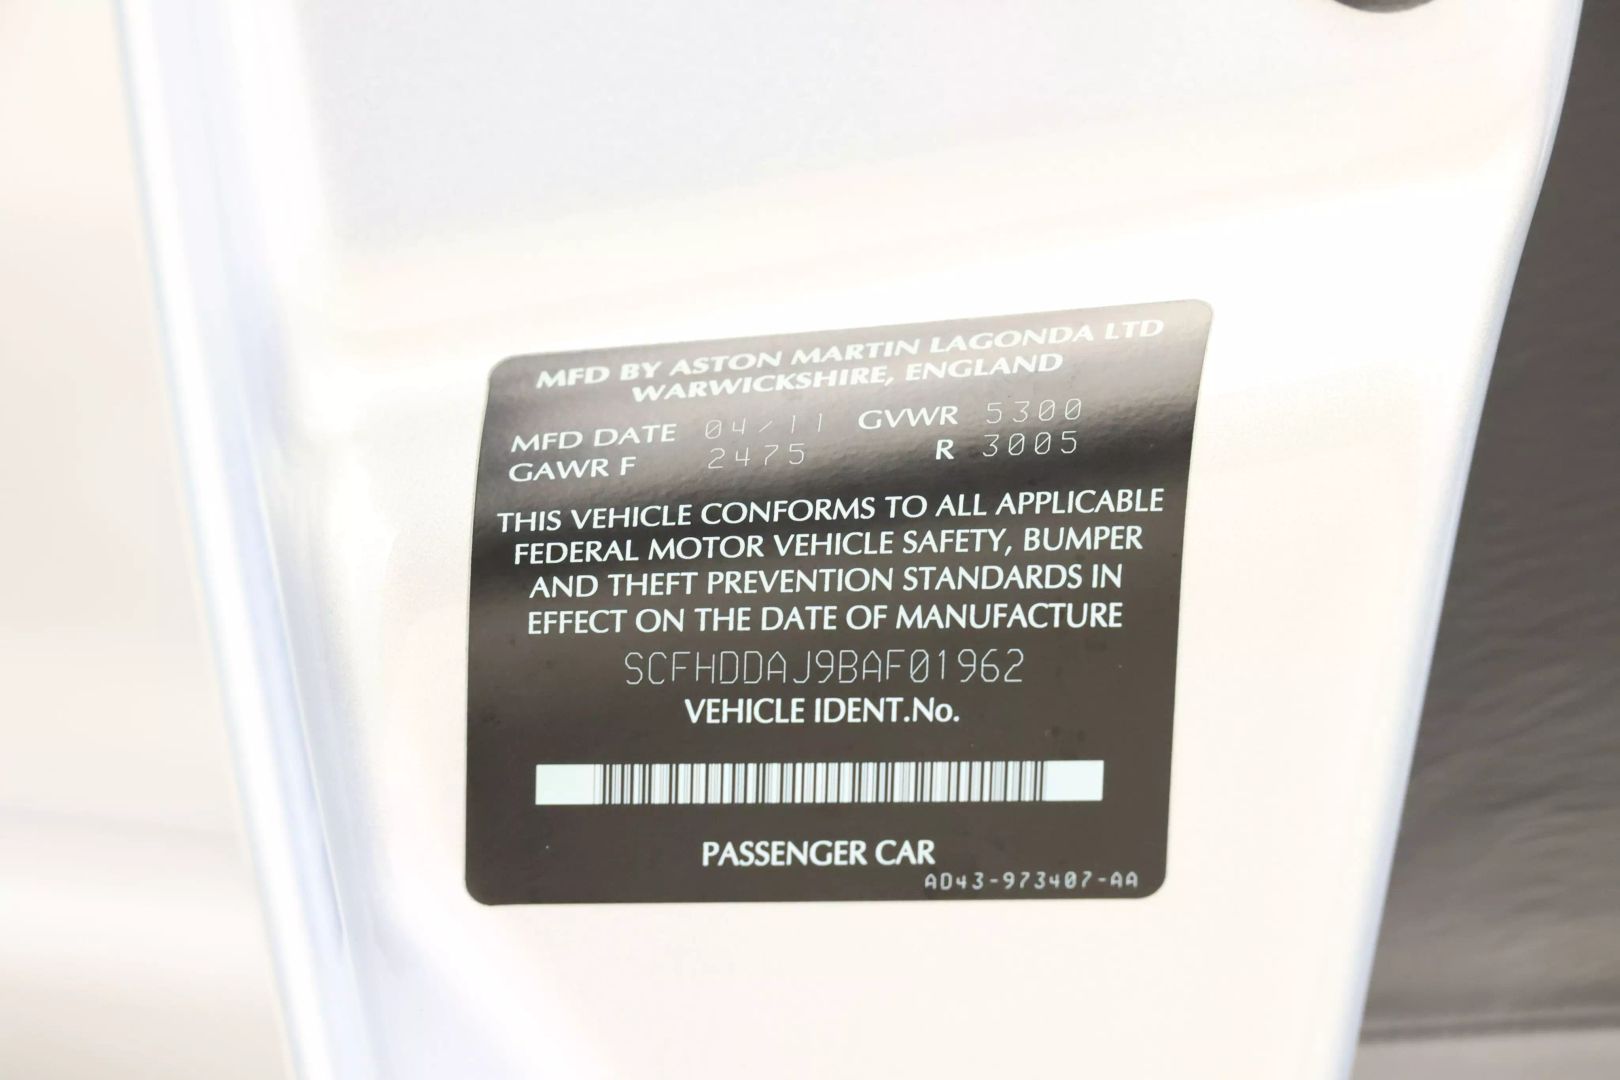 MFD BY ASTON MARTIN LAGONDA LTD
WARWICKSHIRE, ENGLAND
MFD DATE 04/11 GVWR 5300
GAWR F 2475 R 3005
THIS VEHICLE CONFORMS TO ALL APPLICABLE
FEDERAL MOTOR VEHICLE SAFETY, BUMPER
AND THEFT PREVENTION STANDARDS IN
EFFECT ON THE DATE OF MANUFACTURE
SCFHDDAJ9BAF01962
VEHICLE IDENT.No.
PASSENGER CAR
AD43-973407-AA